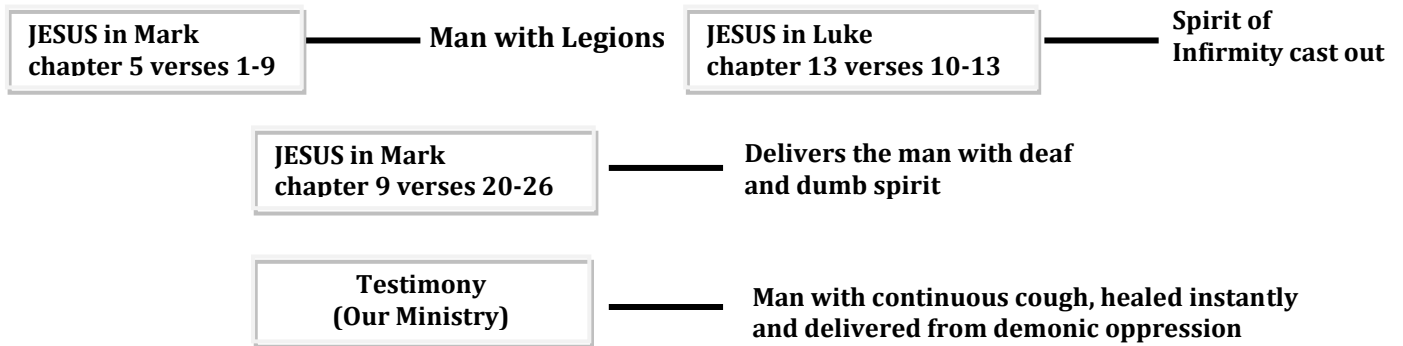 JESUS in Mark
chapter 5 verses 1-9
Man with Legions
JESUS in Luke
chapter 13 verses 10-13
Spirit of
Infirmity cast out
JESUS in Mark
chapter 9 verses 20-26
Delivers the man with deaf
and dumb spirit
Testimony
(Our Ministry)
Man with continuous cough, healed instantly
and delivered from demonic oppression